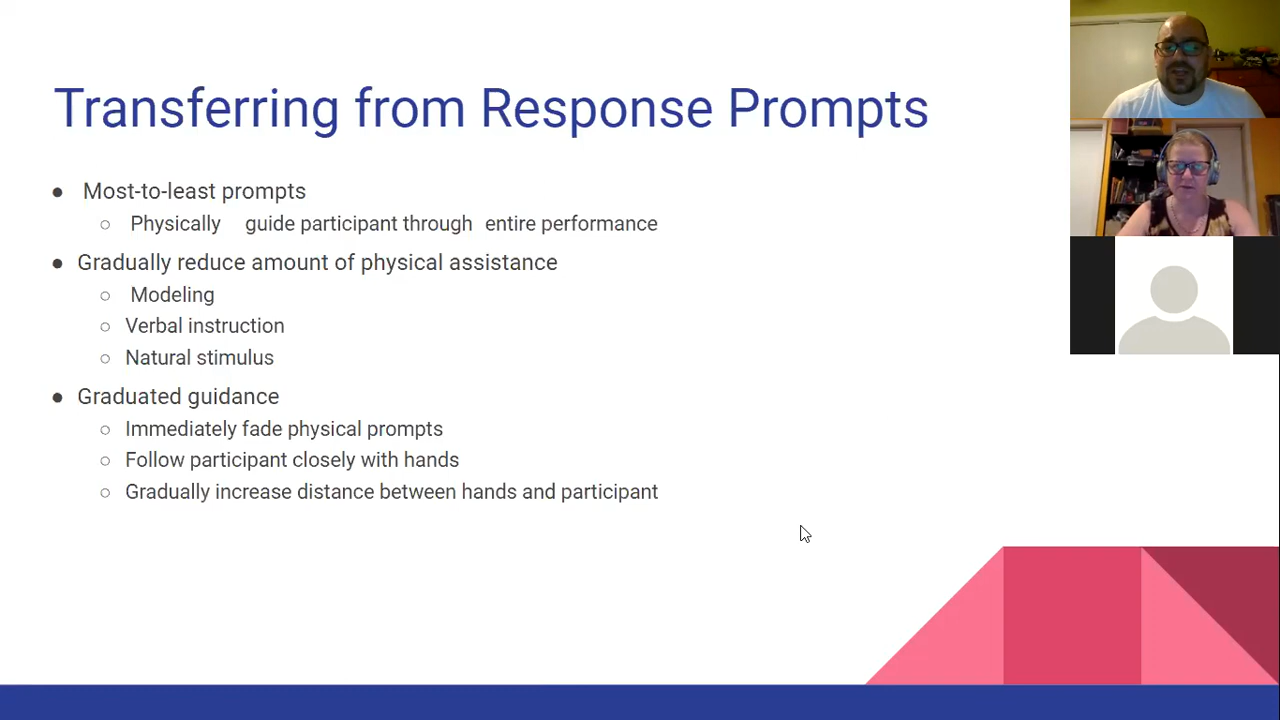 Transferring from Response Prompts
● Most-to-least prompts
○ Physically guide participant through entire performance
● Gradually reduce amount of physical assistance
○ Modeling
○ Verbal instruction
○ Natural stimulus
● Graduated guidance
○ Immediately fade physical prompts
○ Follow participant closely with hands
○ Gradually increase distance between hands and participant